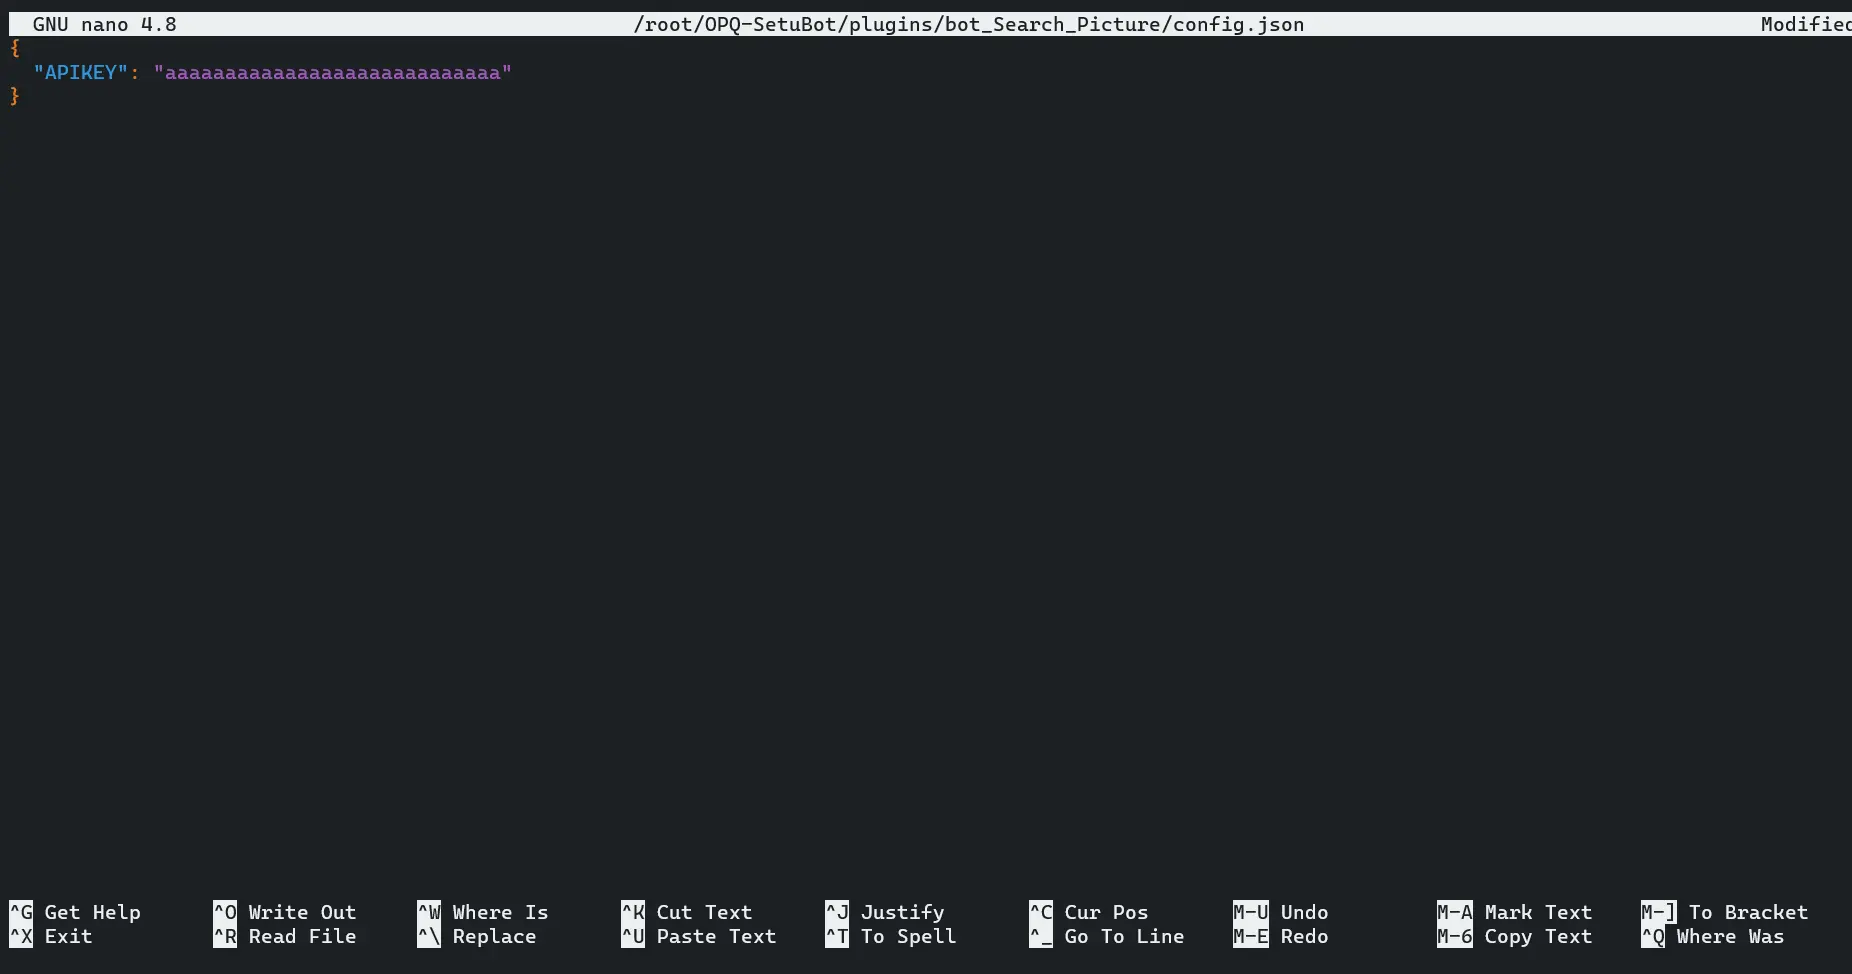 GNU nano 4.8 /root/OPQ-SetuBot/plugins/bot_Search_Picture/config.json Modified
{
"APIKEY": "aaaaaaaaaaaaaaaaaaaaaaaaaaaa"
}
^G Get Help ^O Write Out ^W Where Is ^K Cut Text ^J Justify ^C Cur Pos M-U Undo M-A Mark Text M-] To Bracket
^X Exit ^R Read File ^\ Replace ^U Paste Text ^T To Spell ^_ Go To Line M-E Redo M-6 Copy Text ^Q Where Was